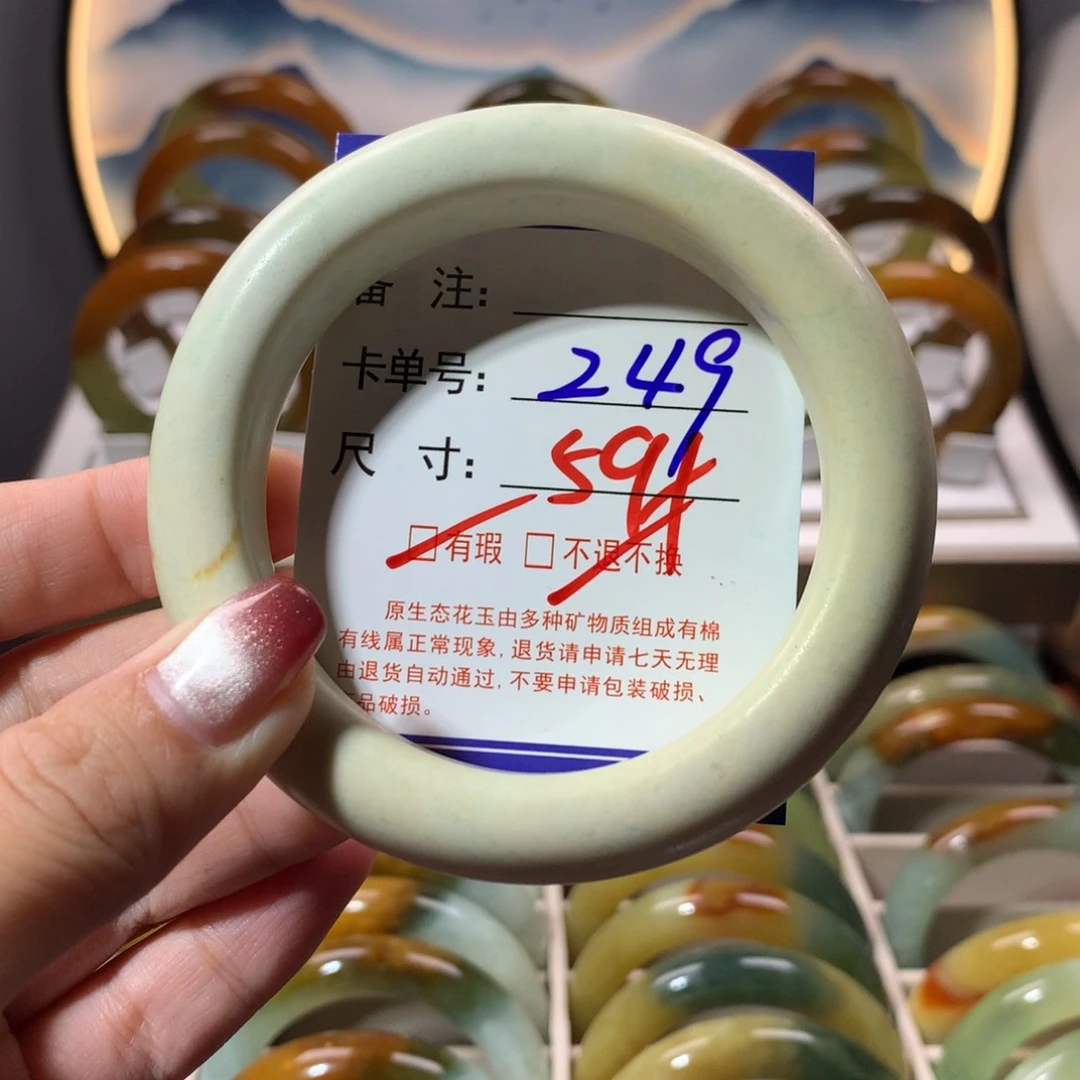 备 注:
卡单号: 249
尺 寸: 59
□有瑕 □不退不换
原生态花玉由多种矿物质组成有棉
有线属正常现象, 退货请申请七天无理
由退货自动通过, 不要申请包装破损、
品破损。